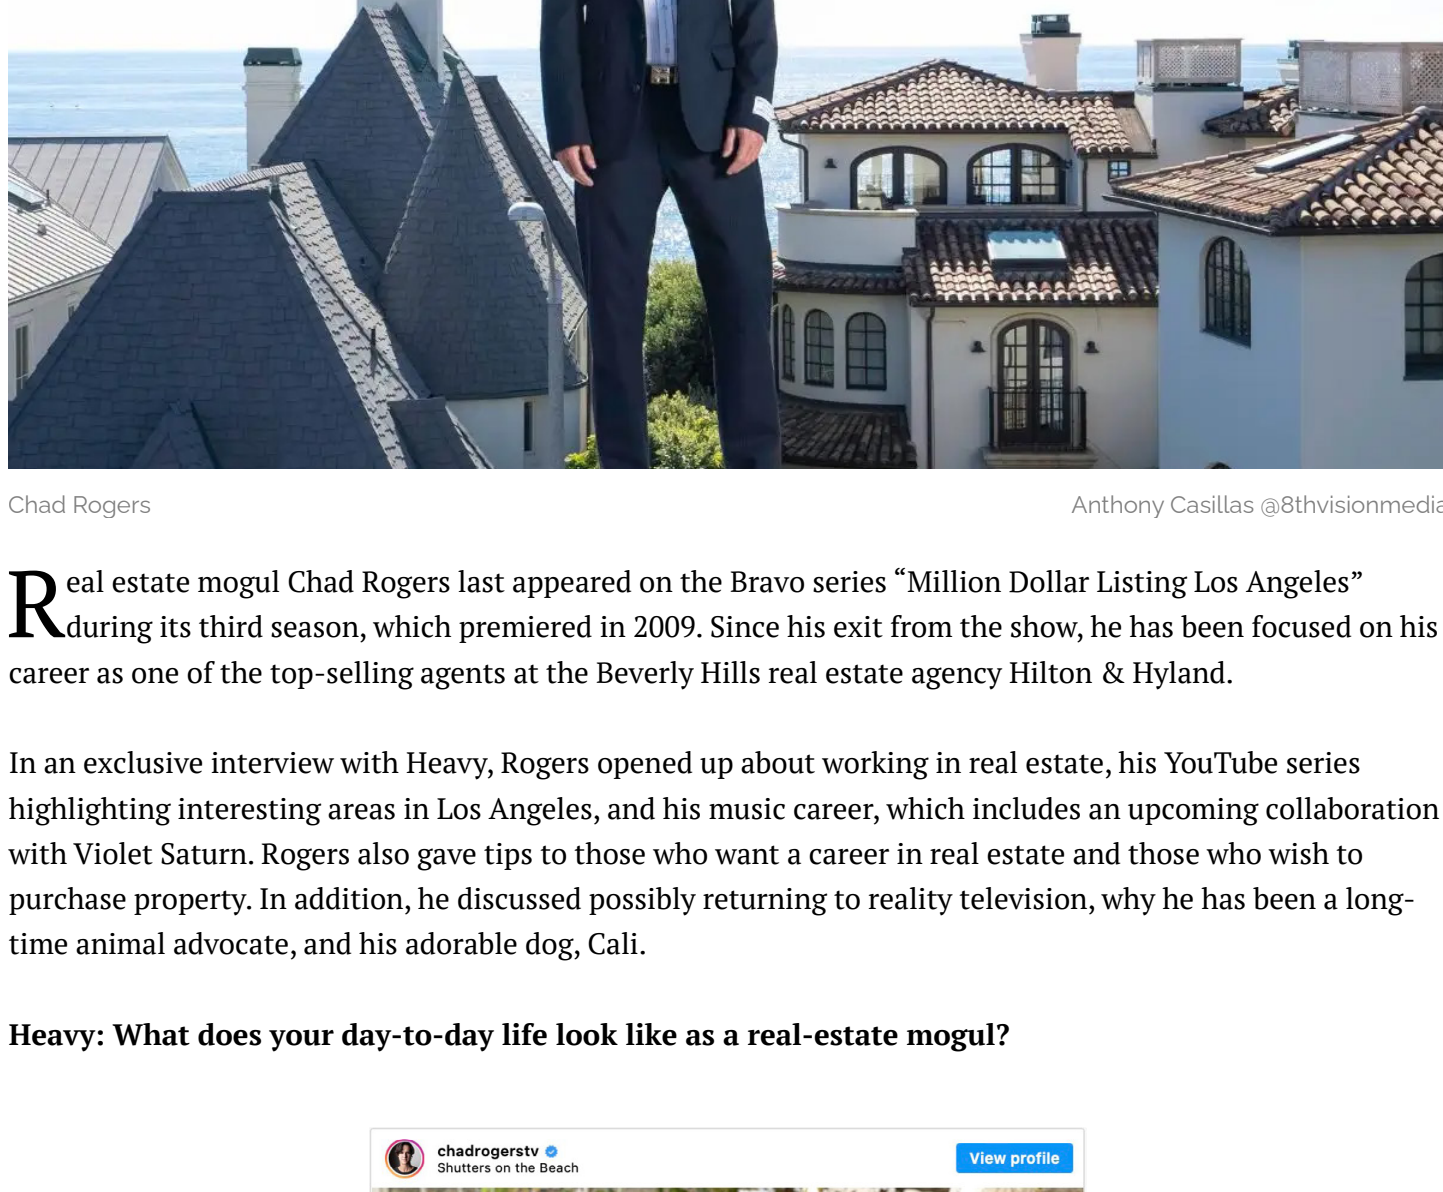 Chad Rogers
Anthony Casillas @8thvisionmedia
Real estate mogul Chad Rogers last appeared on the Bravo series “Million Dollar Listing Los Angeles”
during its third season, which premiered in 2009. Since his exit from the show, he has been focused on his
career as one of the top-selling agents at the Beverly Hills real estate agency Hilton & Hyland.
In an exclusive interview with Heavy, Rogers opened up about working in real estate, his YouTube series
highlighting interesting areas in Los Angeles, and his music career, which includes an upcoming collaboration
with Violet Saturn. Rogers also gave tips to those who want a career in real estate and those who wish to
purchase property. In addition, he discussed possibly returning to reality television, why he has been a long-
time animal advocate, and his adorable dog, Cali.
Heavy: What does your day-to-day life look like as a real-estate mogul?
chadrogerstv
Shutters on the Beach
View profile